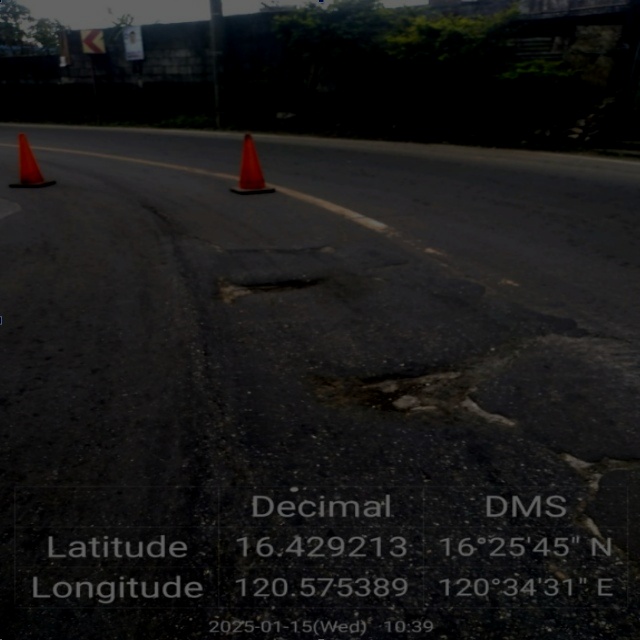 Decimal DMS
Latitude 16.429213 16°25'45" N
Longitude 120.575389 120°34'31" E
2025-01-15(Wed) 10:39